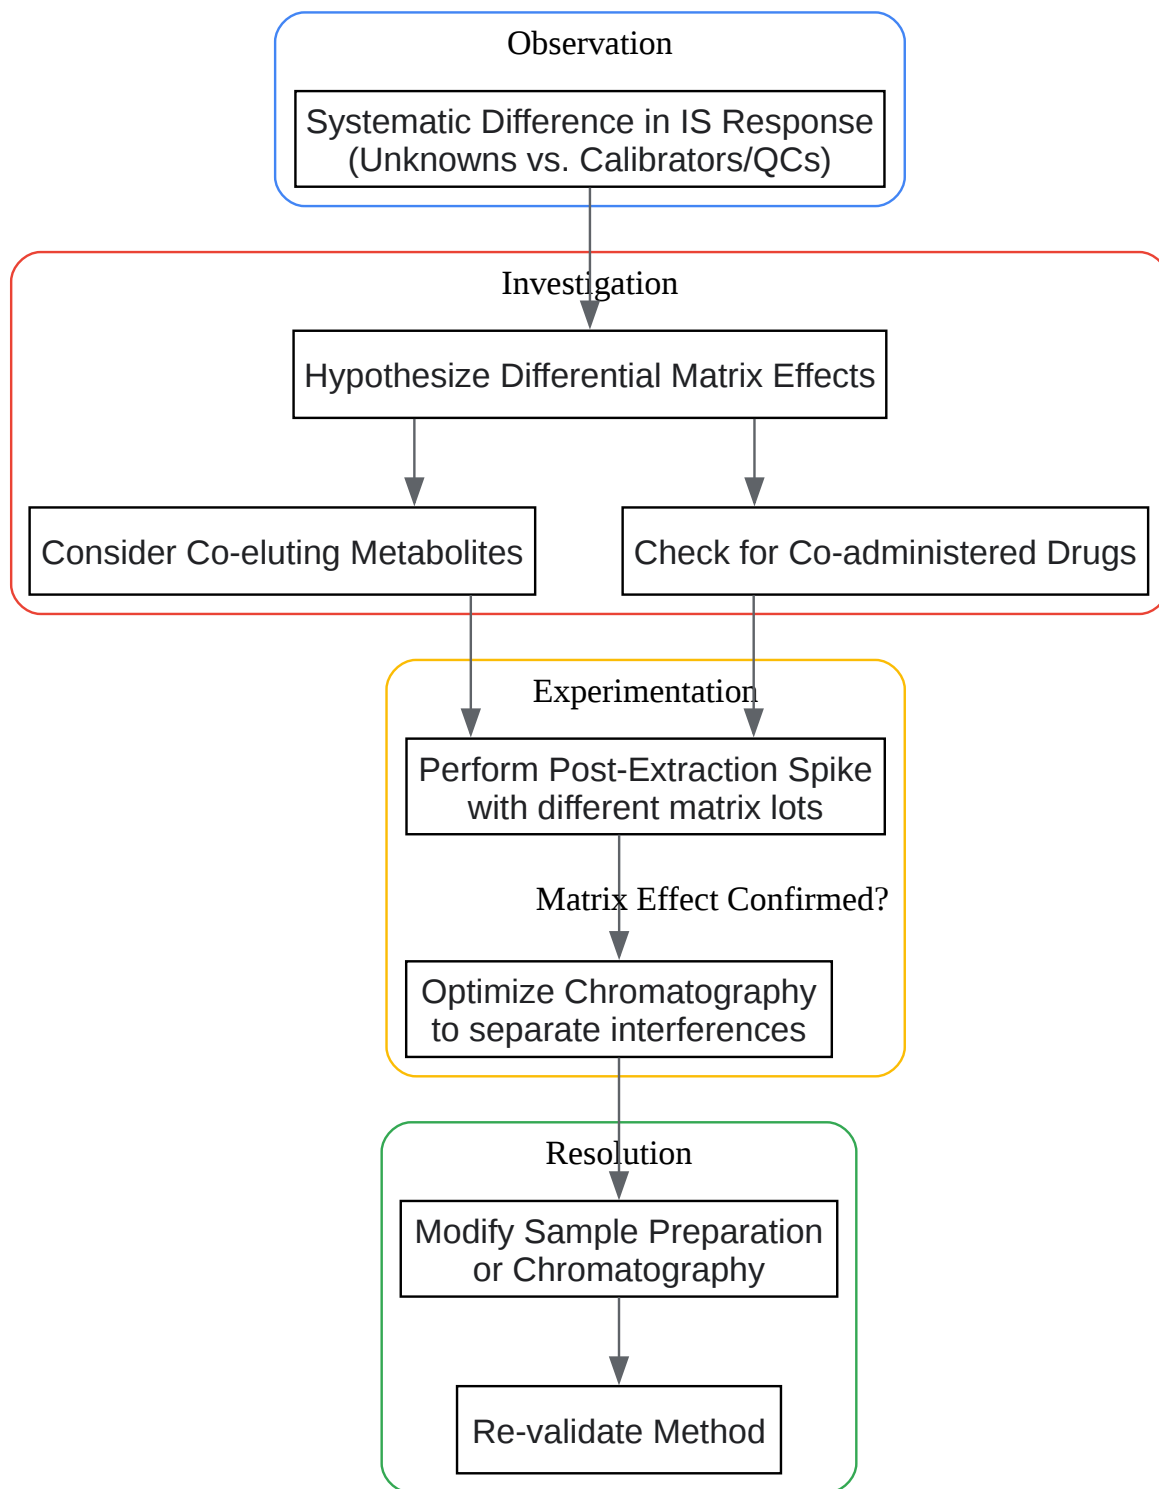 Observation
Systematic Difference in IS Response
(Unknowns vs. Calibrators/QCs)
Investigation
Hypothesize Differential Matrix Effects
Consider Co-eluting Metabolites
Check for Co-administered Drugs
Experimentation
Perform Post-Extraction Spike
with different matrix lots
Matrix Effect Confirmed?
Optimize Chromatography
to separate interferences
Resolution
Modify Sample Preparation
or Chromatography
Re-validate Method